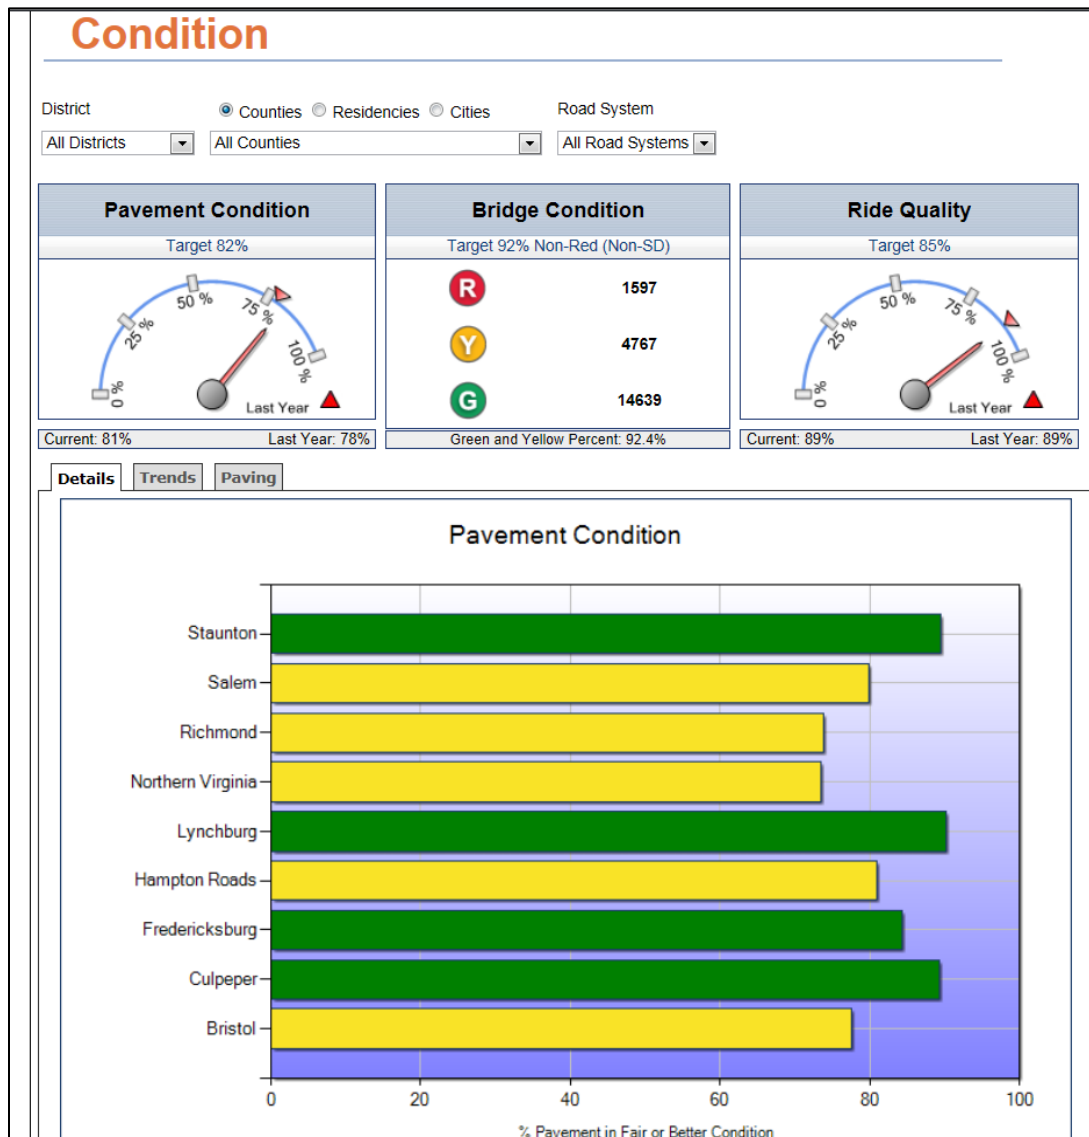 Condition
District Counties Residencies Cities Road System
All Districts All Counties All Road Systems
Pavement Condition
Target 82%
0 %
25 %
50 %
75 %
100 %
Last Year
Current: 81% Last Year: 78%
Bridge Condition
Target 92% Non-Red (Non-SD)
R 1597
Y 4767
G 14639
Green and Yellow Percent: 92.4%
Ride Quality
Target 85%
0 %
25 %
50 %
75 %
100 %
Last Year
Current: 89% Last Year: 89%
Details Trends Paving
Pavement Condition
Staunton
Salem
Richmond
Northern Virginia
Lynchburg
Hampton Roads
Fredericksburg
Culpeper
Bristol
0 20 40 60 80 100
% Pavement in Fair or Better Condition